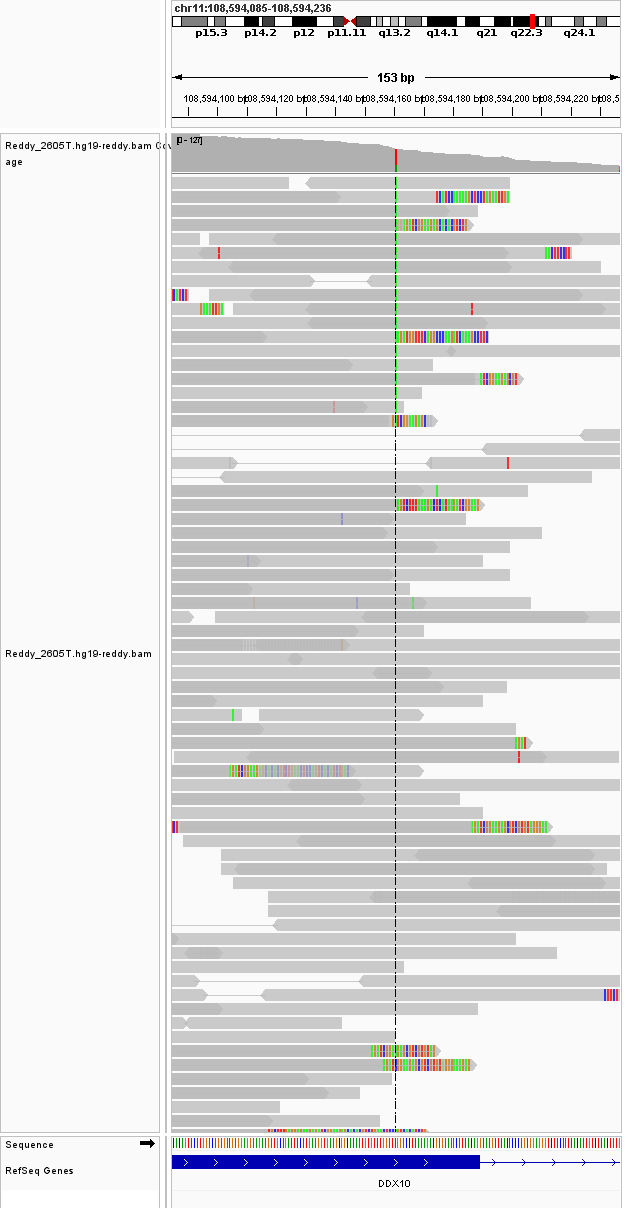 chr11:108,594,085-108,594,236
p15.3 p14.2 p12 p11.11 q13.2 q14.1 q21 q22.3 q24.1
153 bp
108,594,100 bp 108,594,120 bp 108,594,140 bp 108,594,160 bp 108,594,180 bp 108,594,200 bp 108,594,220 bp 108,5
Reddy_2605T.hg19-reddy.bam Cov
age
[0 - 127]
Reddy_2605T.hg19-reddy.bam
Sequence
RefSeq Genes
DDX10